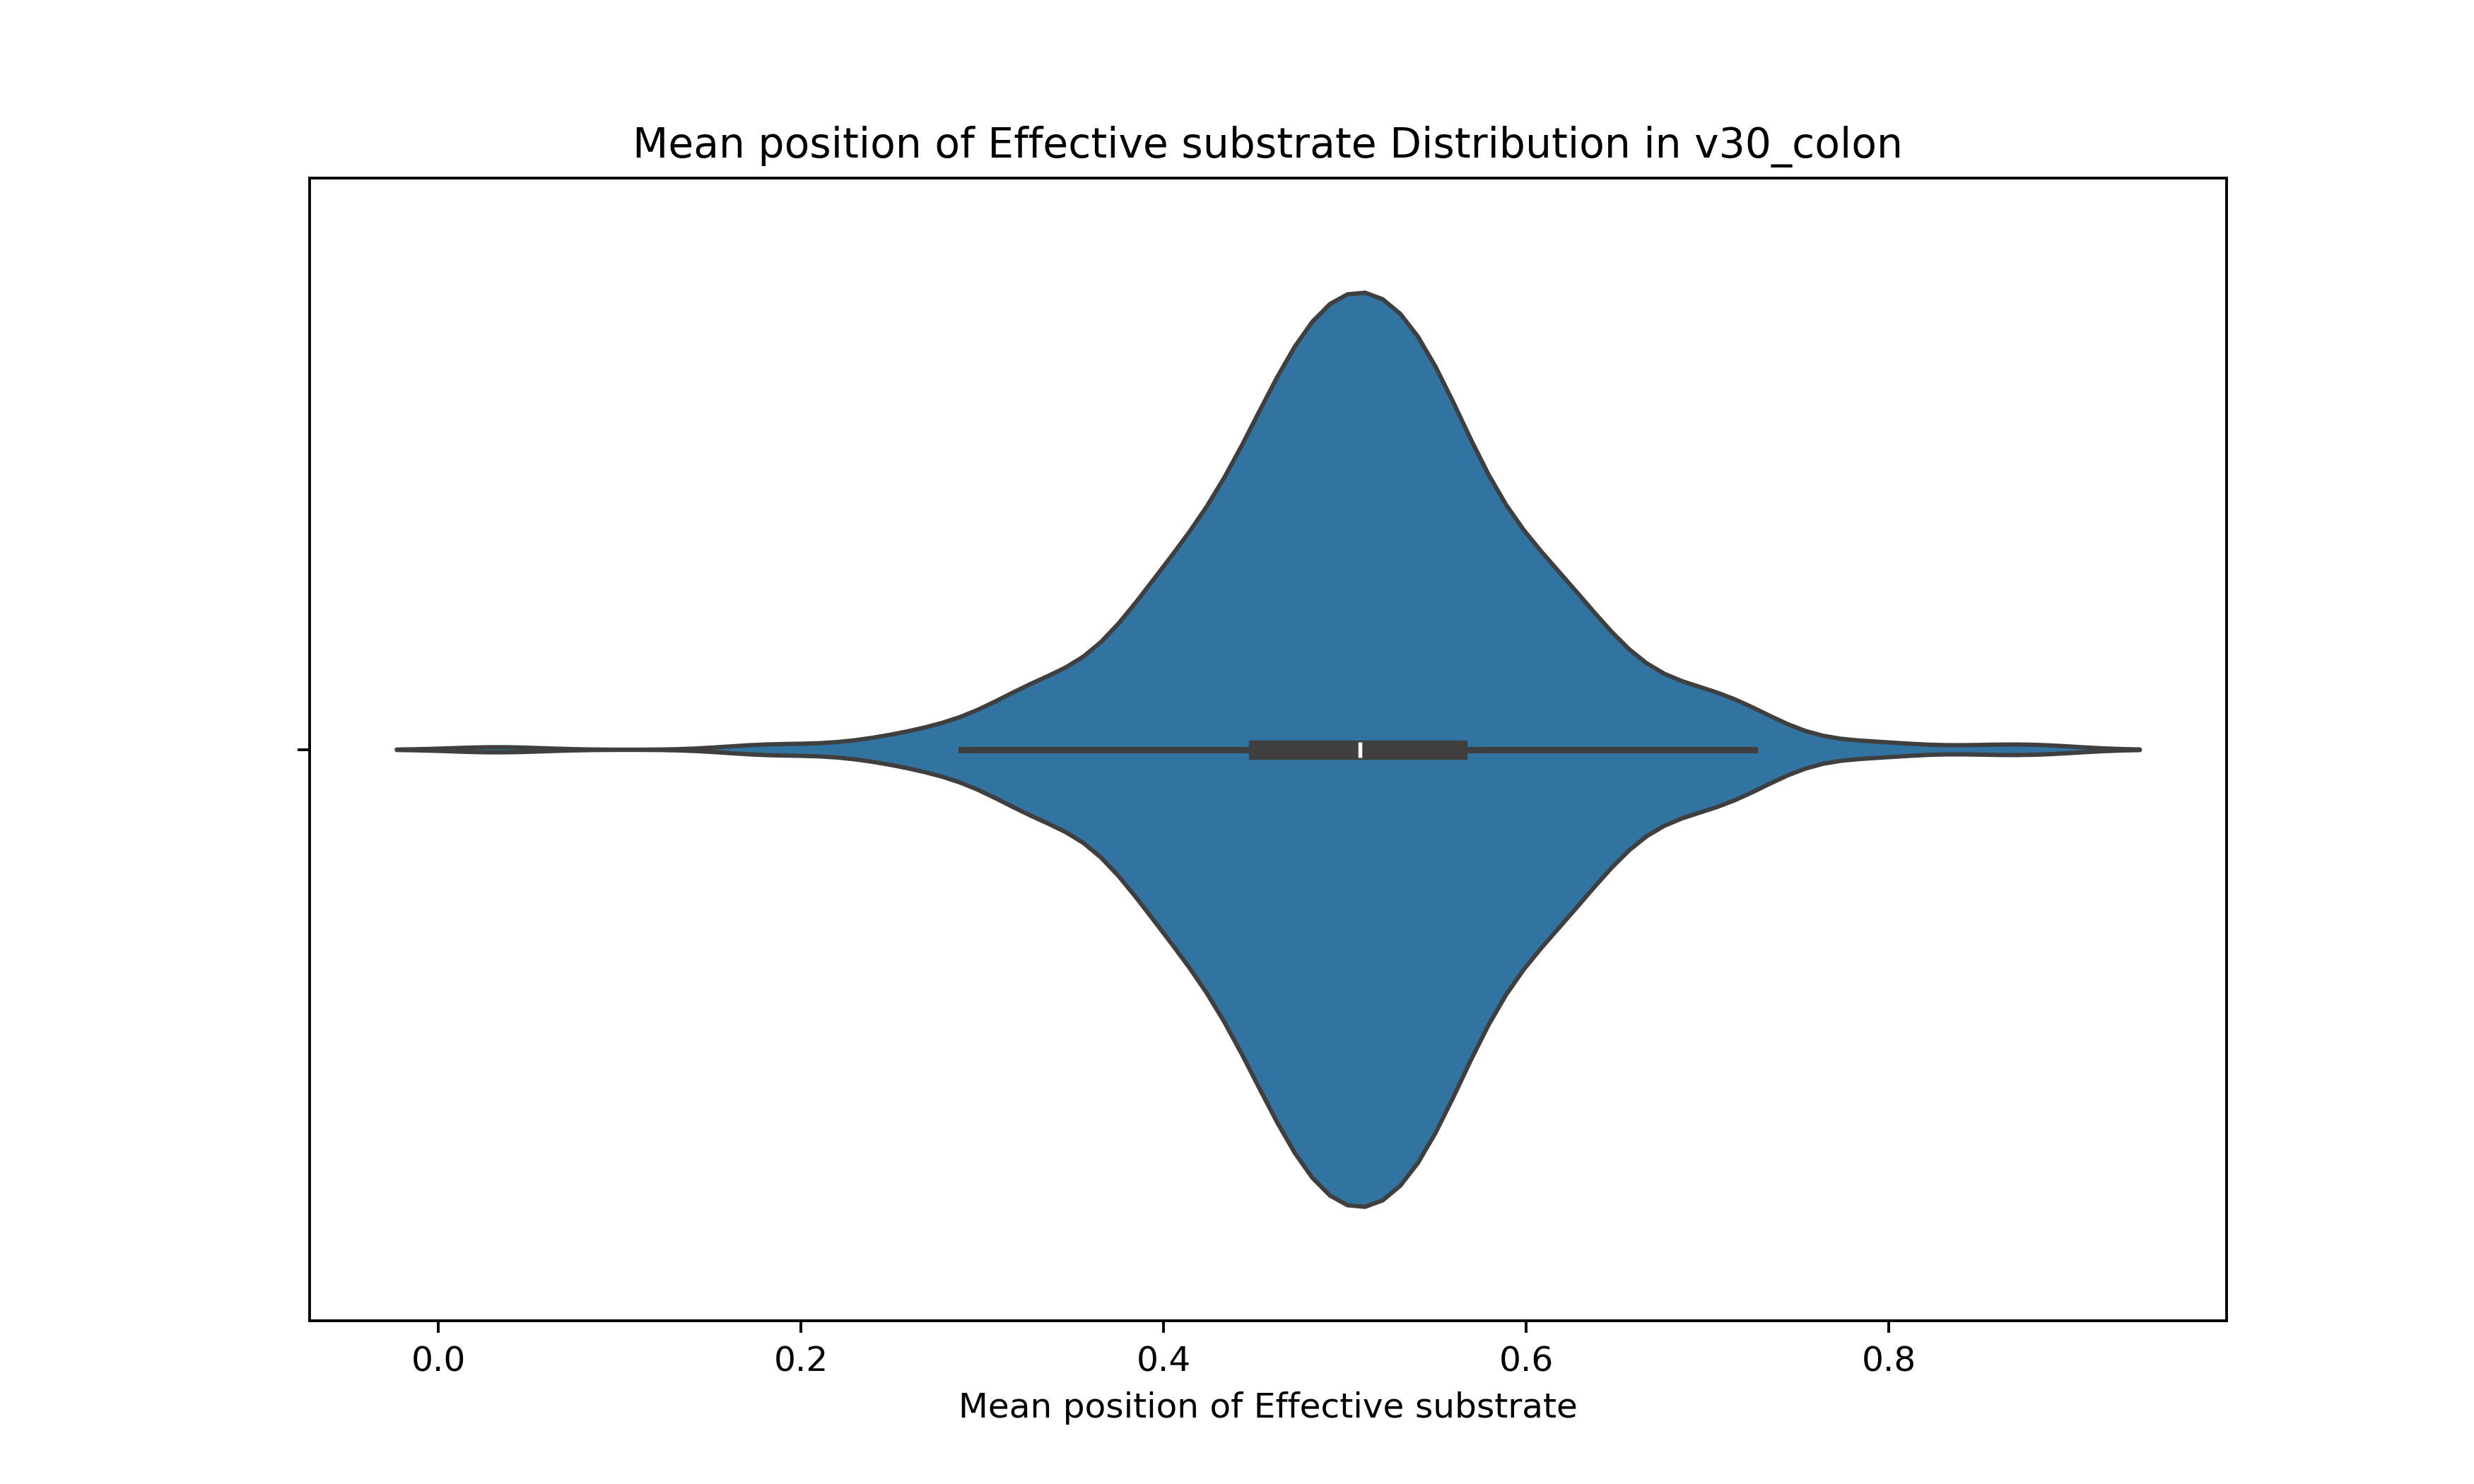 Mean position of Effective substrate Distribution in v30_colon
0.0 0.2 0.4 0.6 0.8
Mean position of Effective substrate